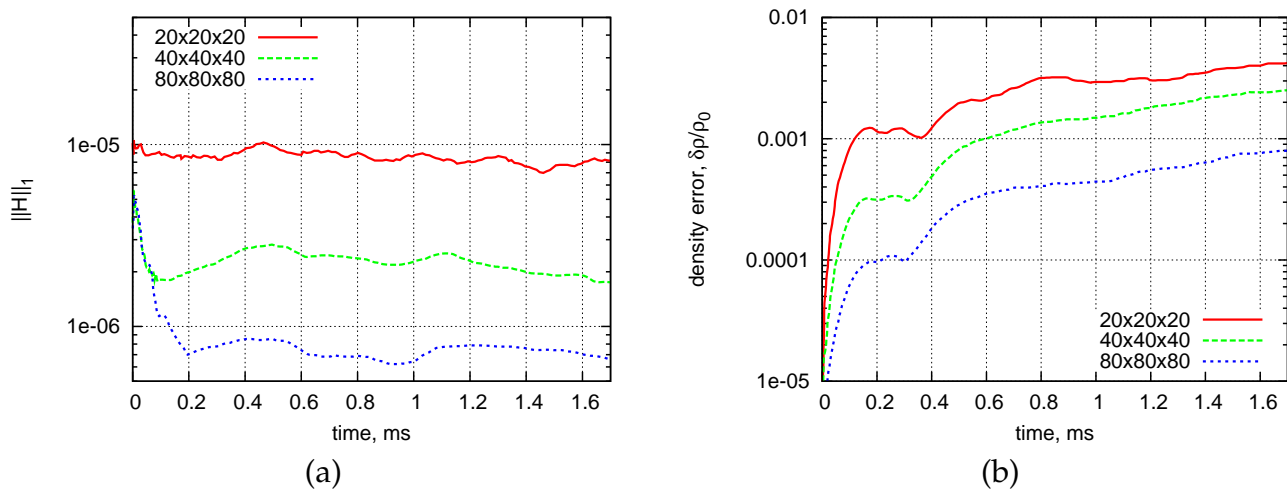 20x20x20
40x40x40
80x80x80
1e-05
1e-06
||H||₁
0 0.2 0.4 0.6 0.8 1 1.2 1.4 1.6
time, ms
(a)
0.01
0.001
0.0001
1e-05
density error, δρ/ρ₀
20x20x20
40x40x40
80x80x80
0 0.2 0.4 0.6 0.8 1 1.2 1.4 1.6
time, ms
(b)